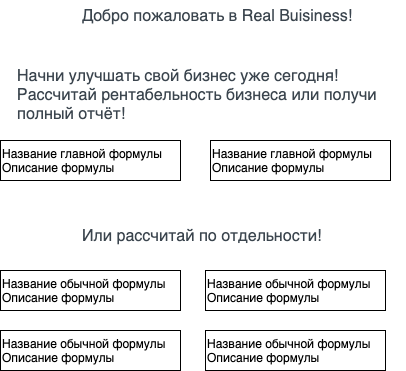 Добро пожаловать в Real Buisiness!
Начни улучшать свой бизнес уже сегодня!
Рассчитай рентабельность бизнеса или получи
полный отчёт!
Название главной формулы
Описание формулы
Название главной формулы
Описание формулы
Или рассчитай по отдельности!
Название обычной формулы
Описание формулы
Название обычной формулы
Описание формулы
Название обычной формулы
Описание формулы
Название обычной формулы
Описание формулы